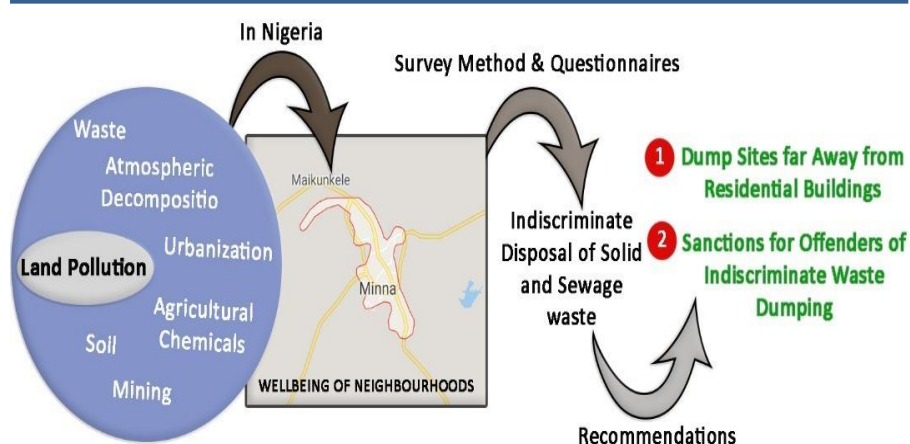 In Nigeria
Survey Method & Questionnaires
Waste
Atmospheric
Decompositio
Urbanization
Land Pollution
Agricultural
Chemicals
Soil
Mining
Maikunkele
Minna
WELLBEING OF NEIGHBOURHOODS
Indiscriminate
Disposal of Solid
and Sewage
waste
1 Dump Sites far Away from
Residential Buildings
2 Sanctions for Offenders of
Indiscriminate Waste
Dumping
Recommendations